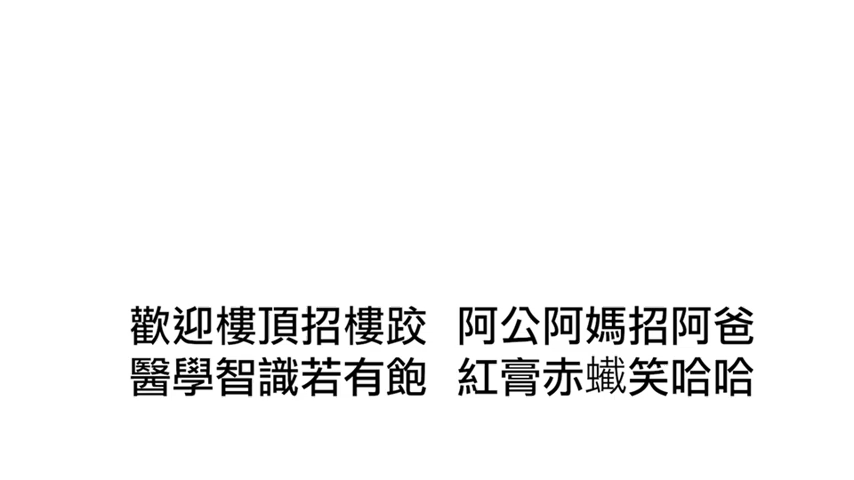 歡迎樓頂招樓跤 阿公阿媽招阿爸
醫學智識若有飽 紅膏赤蠘笑哈哈